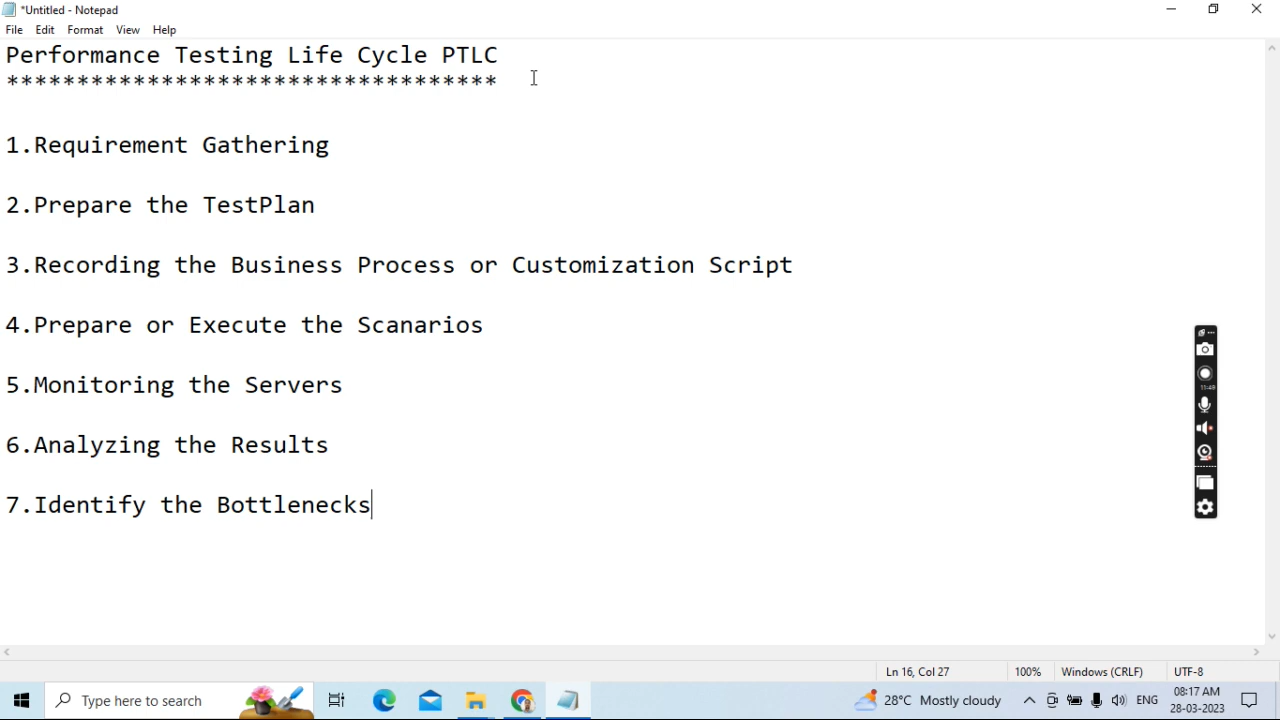 *Untitled - Notepad
File Edit Format View Help
Performance Testing Life Cycle PTLC
***********************************
1.Requirement Gathering
2.Prepare the TestPlan
3.Recording the Business Process or Customization Script
4.Prepare or Execute the Scanarios
5.Monitoring the Servers
6.Analyzing the Results
7.Identify the Bottlenecks
11:49
Ln 16, Col 27 100% Windows (CRLF) UTF-8
Type here to search 28°C Mostly cloudy ENG 08:17 AM
28-03-2023